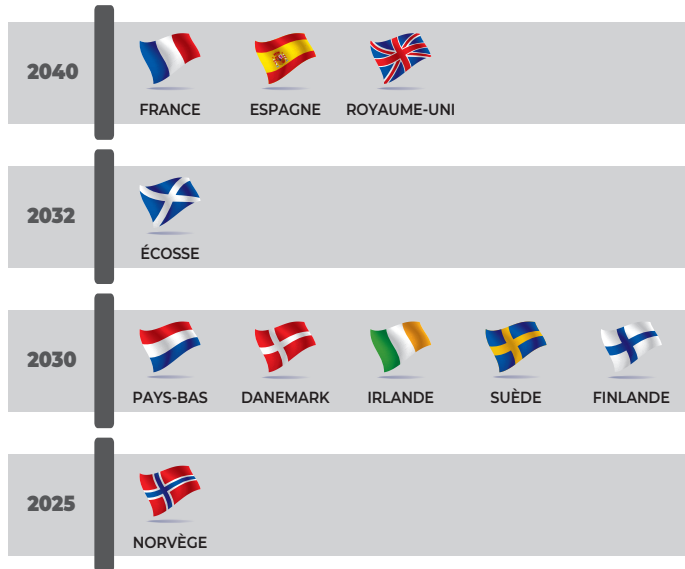 2040
FRANCE ESPAGNE ROYAUME-UNI
2032
ÉCOSSE
2030
PAYS-BAS DANEMARK IRLANDE SUÈDE FINLANDE
2025
NORVÈGE